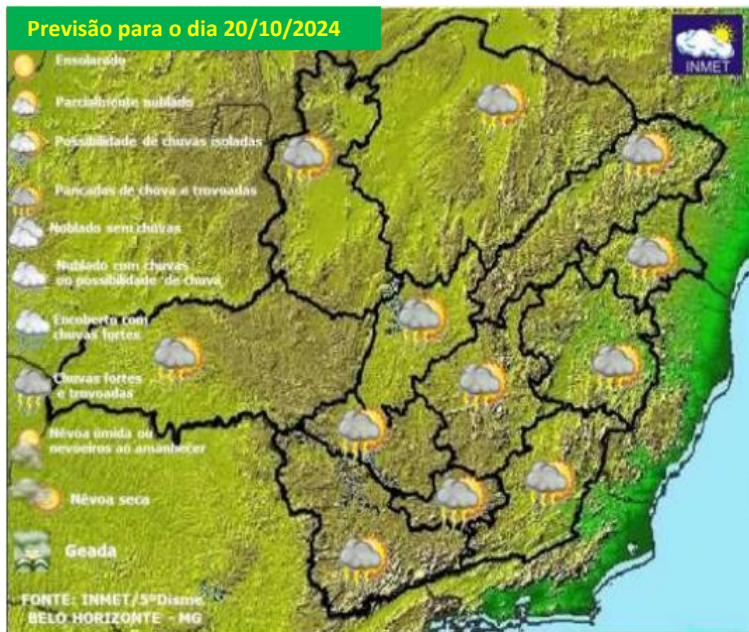 Previsão para o dia 20/10/2024
INMET
Ensolarado
Parcialmente nublado
Possibilidade de chuvas isoladas
Pancadas de chuva e trovoadas
Nublado sem chuvas
Nublado com chuvas
ou possibilidade de chuva
Encoberto com
chuvas fortes
Chuvas fortes
e trovoadas
Névoa úmida ou
nevoeiros ao amanhecer
Névoa seca
Geada
FONTE: INMET/5ºDisme
BELO HORIZONTE - MG